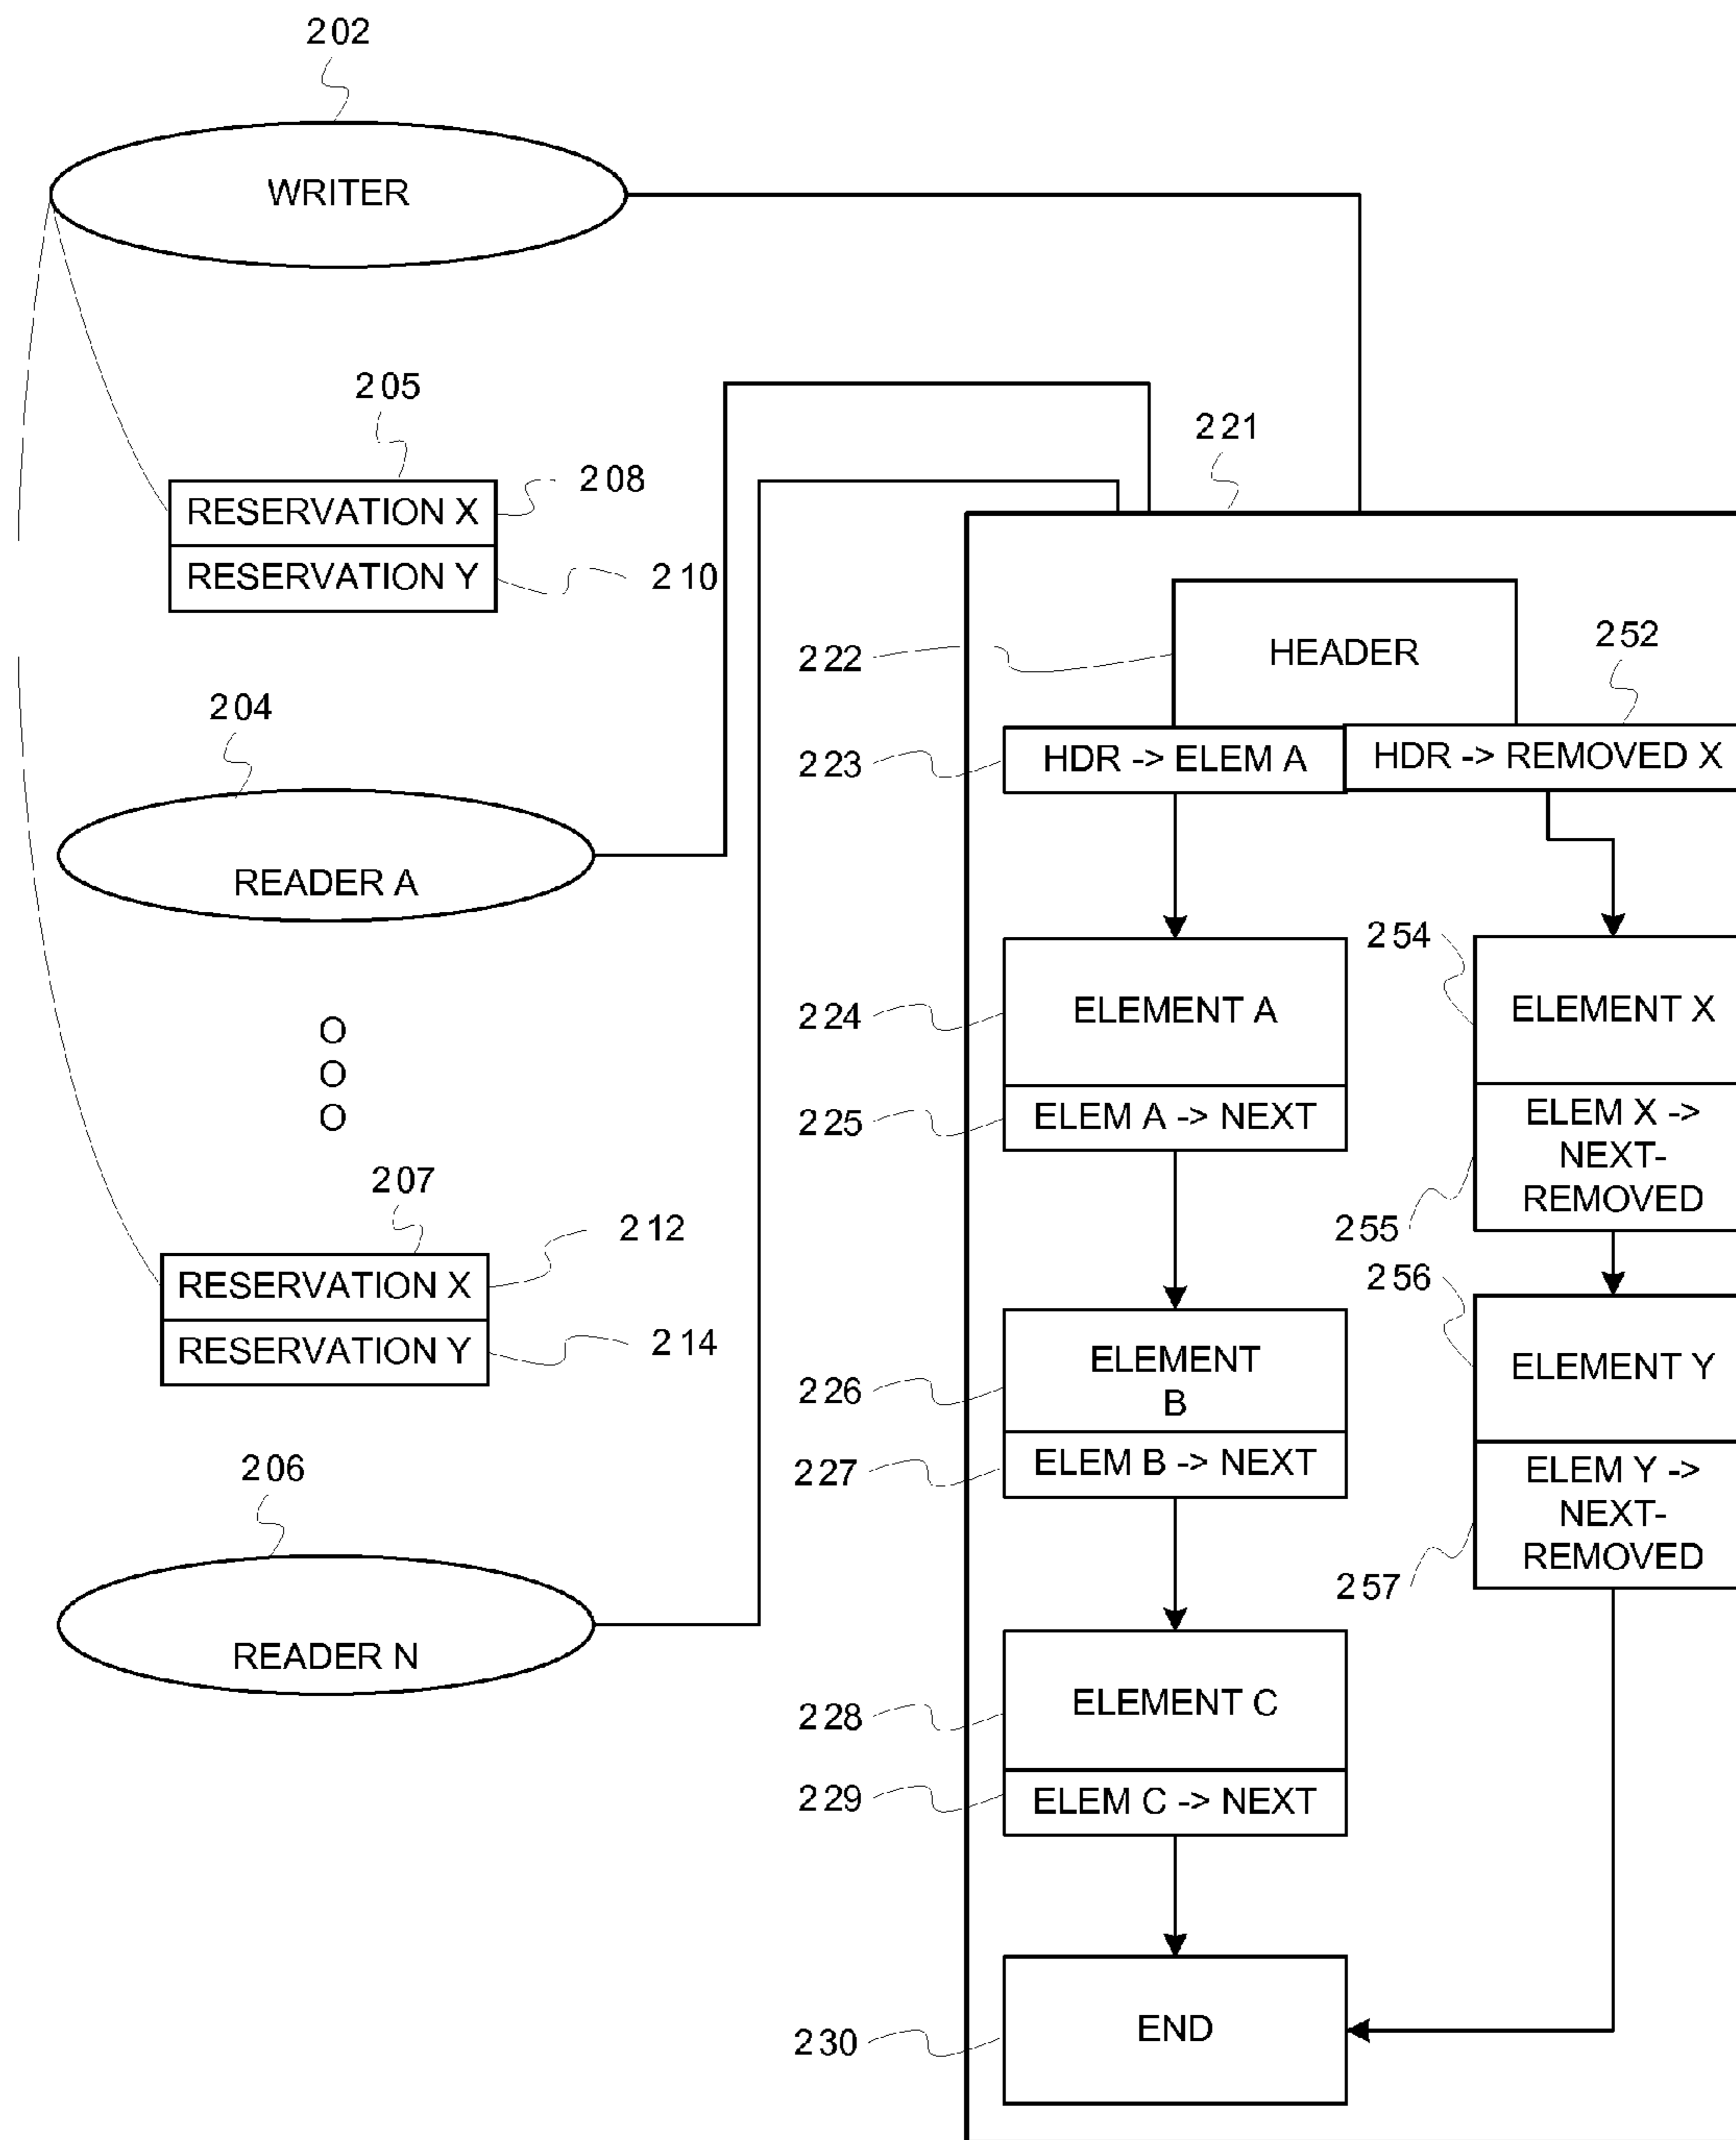 202
WRITER
205
RESERVATION X
208
RESERVATION Y
210
204
READER A
207
RESERVATION X
212
RESERVATION Y
214
206
READER N
221
222
HEADER
252
223
HDR -> ELEM A
HDR -> REMOVED X
224
ELEMENT A
225
ELEM A -> NEXT
254
ELEMENT X
ELEM X ->
NEXT-
REMOVED
255
226
ELEMENT
B
227
ELEM B -> NEXT
256
ELEMENT Y
ELEM Y ->
NEXT-
REMOVED
257
228
ELEMENT C
229
ELEM C -> NEXT
230
END